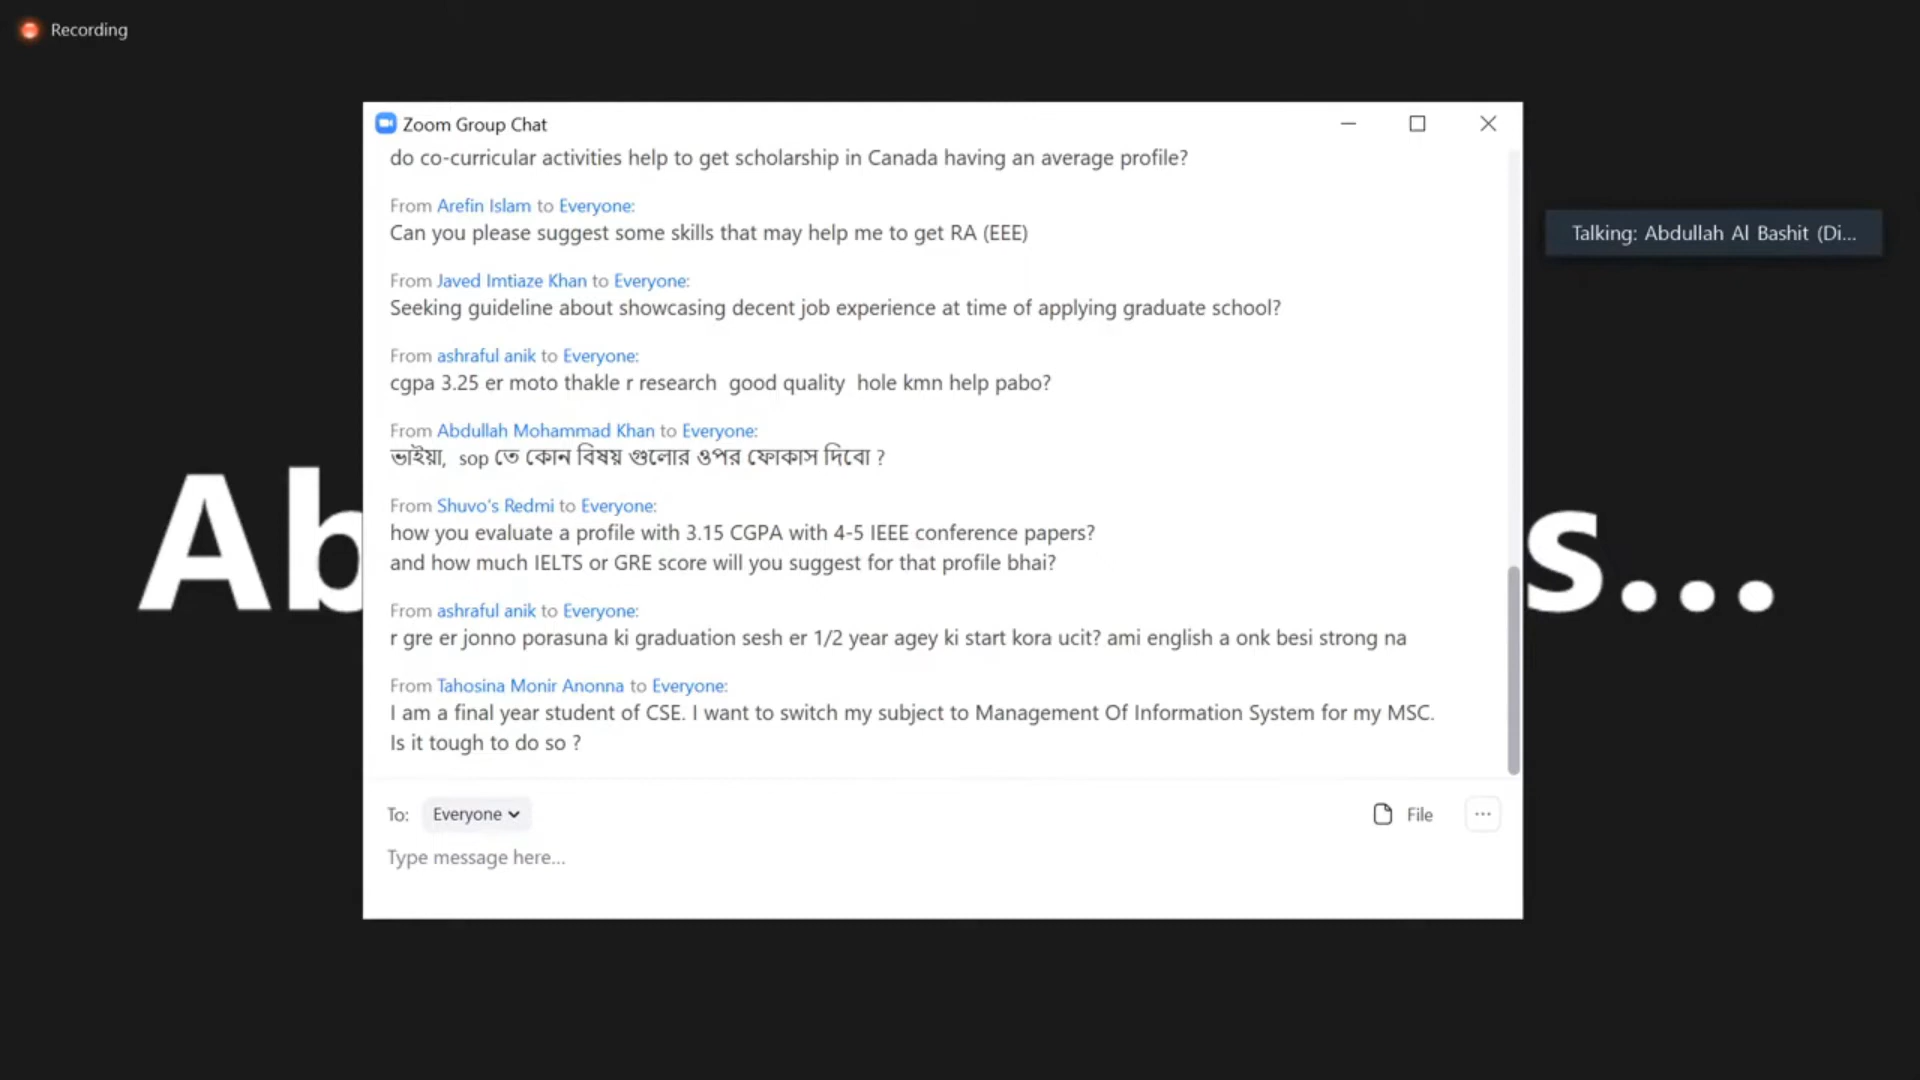 Recording
Zoom Group Chat
do co-curricular activities help to get scholarship in Canada having an average profile?
From Arefin Islam to Everyone:
Can you please suggest some skills that may help me to get RA (EEE)
Talking: Abdullah Al Bashit (Di...
From Javed Imtiaze Khan to Everyone:
Seeking guideline about showcasing decent job experience at time of applying graduate school?
From ashraful anik to Everyone:
cgpa 3.25 er moto thakle r research  good quality  hole kmn help pabo?
From Abdullah Mohammad Khan to Everyone:
ভাইয়া,  sop তে কোন বিষয় গুলোর ওপর ফোকাস দিবো ?
From Shuvo's Redmi to Everyone:
how you evaluate a profile with 3.15 CGPA with 4-5 IEEE conference papers?
and how much IELTS or GRE score will you suggest for that profile bhai?
Ab
s...
From ashraful anik to Everyone:
r gre er jonno porasuna ki graduation sesh er 1/2 year agey ki start kora ucit? ami english a onk besi strong na
From Tahosina Monir Anonna to Everyone:
I am a final year student of CSE. I want to switch my subject to Management Of Information System for my MSC.
Is it tough to do so ?
To: Everyone
File
...
Type message here...